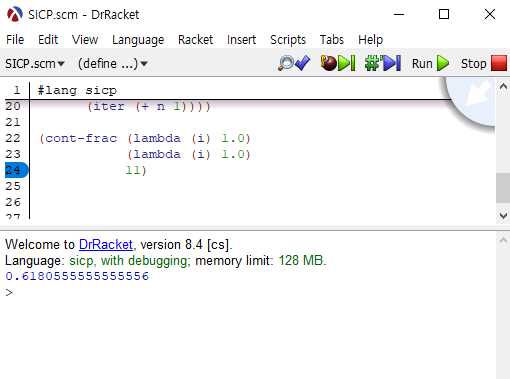 SICP.scm - DrRacket
File Edit View Language Racket Insert Scripts Tabs Help
SICP.scm (define ...) Run Stop
1 #lang sicp
20 (iter (+ n 1))))
21
22 (cont-frac (lambda (i) 1.0)
23 (lambda (i) 1.0)
24 11)
25
26
27
Welcome to DrRacket, version 8.4 [cs].
Language: sicp, with debugging; memory limit: 128 MB.
0.6180555555555556
>